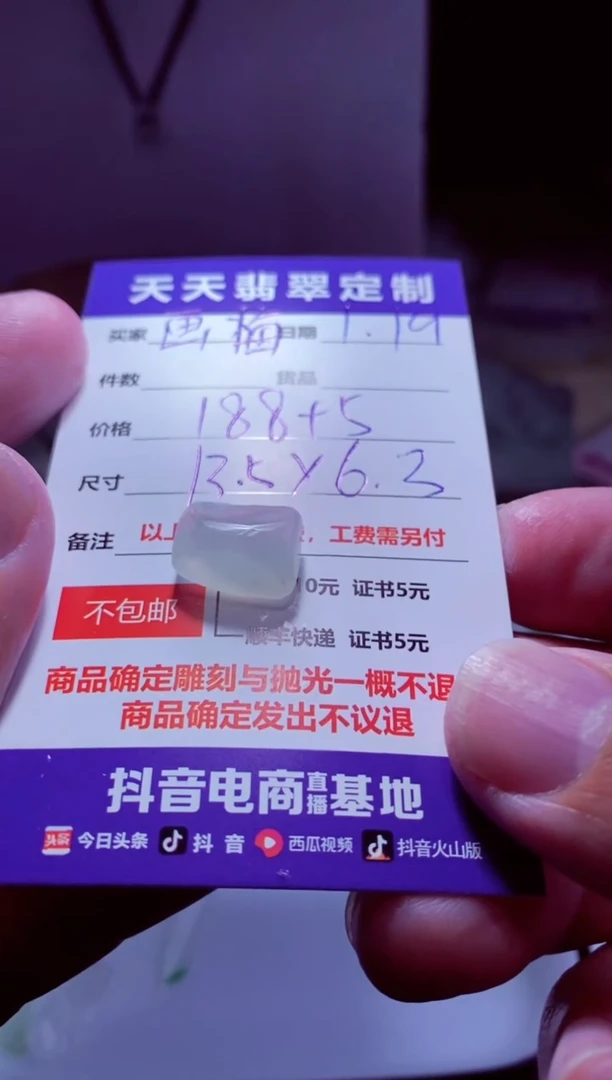 天天翡翠定制
买家 画梅 日期 1.19
件数 货品
价格 188+5
尺寸 12.5×6.3
备注 以上 ，工费需另付
10元 证书5元
不包邮
顺丰快递 证书5元
商品确定雕刻与抛光一概不退
商品确定发出不议退
抖音电商直播基地
头条 今日头条 抖音 西瓜视频 抖音火山版